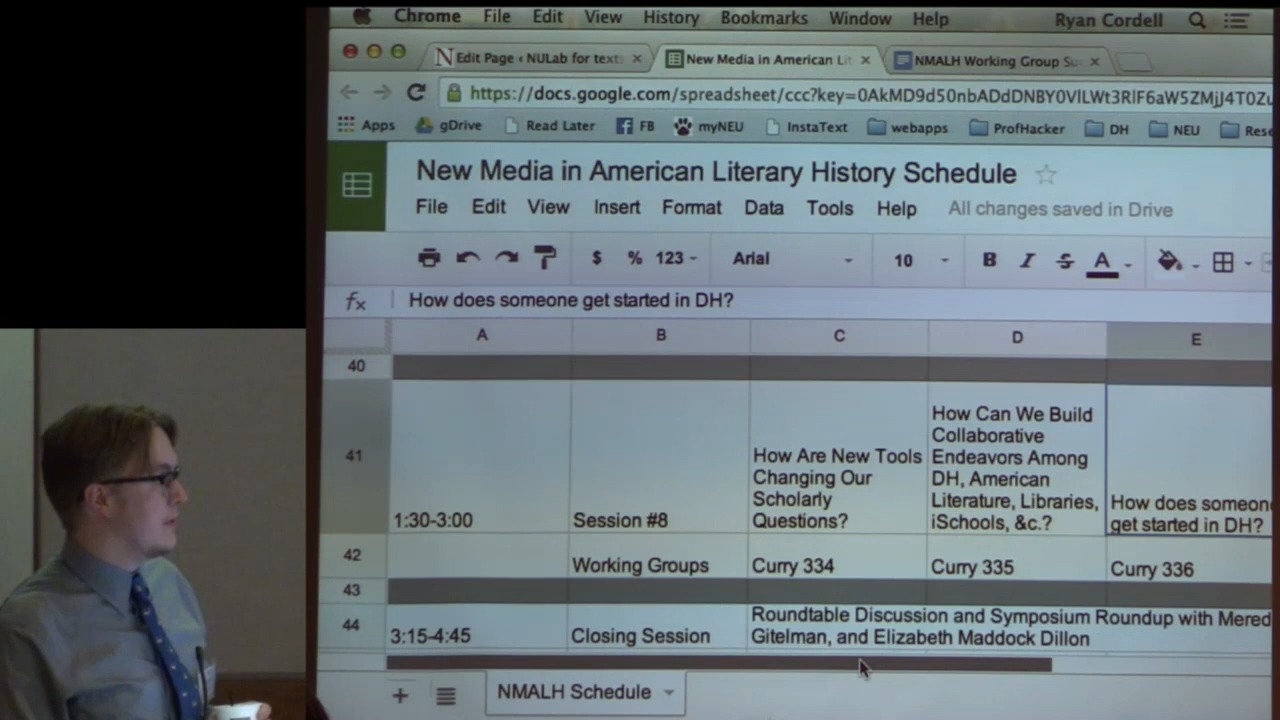 Chrome File Edit View History Bookmarks Window Help Ryan Cordell
Edit Page ‹ NULab for texts
New Media in American Lit
NMALH Working Group Su
https://docs.google.com/spreadsheet/ccc?key=
Apps gDrive Read Later FB myNEU InstaText webapps ProfHacker DH NEU Rese
New Media in American Literary History Schedule
File Edit View Insert Format Data Tools Help All changes saved in Drive
$ % 123 Arial 10 B I S A
fx How does someone get started in DH?
A B C D E
40
41
1:30-3:00
Session #8
How Are New Tools
Changing Our
Scholarly
Questions?
How Can We Build
Collaborative
Endeavors Among
DH, American
Literature, Libraries,
iSchools, &c.?
How does someon
get started in DH?
42 Working Groups Curry 334 Curry 335 Curry 336
43
44
3:15-4:45
Closing Session
Roundtable Discussion and Symposium Roundup with Mered
Gitelman, and Elizabeth Maddock Dillon
NMALH Schedule